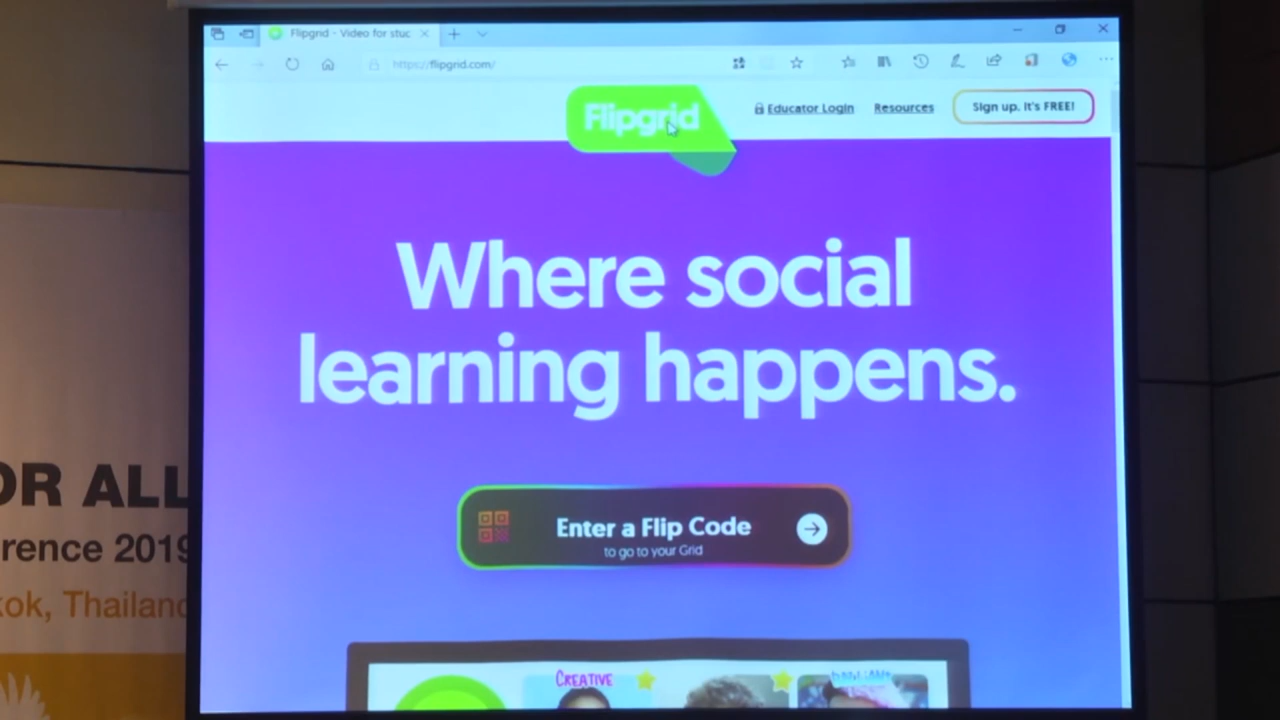 Flipgrid - Video for stuc
https://flipgrid.com/
Flipgrid
Educator Login
Resources
Sign up. It's FREE!
Where social
learning happens.
Enter a Flip Code
to go to your Grid
CREATIVE
OR ALL
rence 2019
kok, Thailand